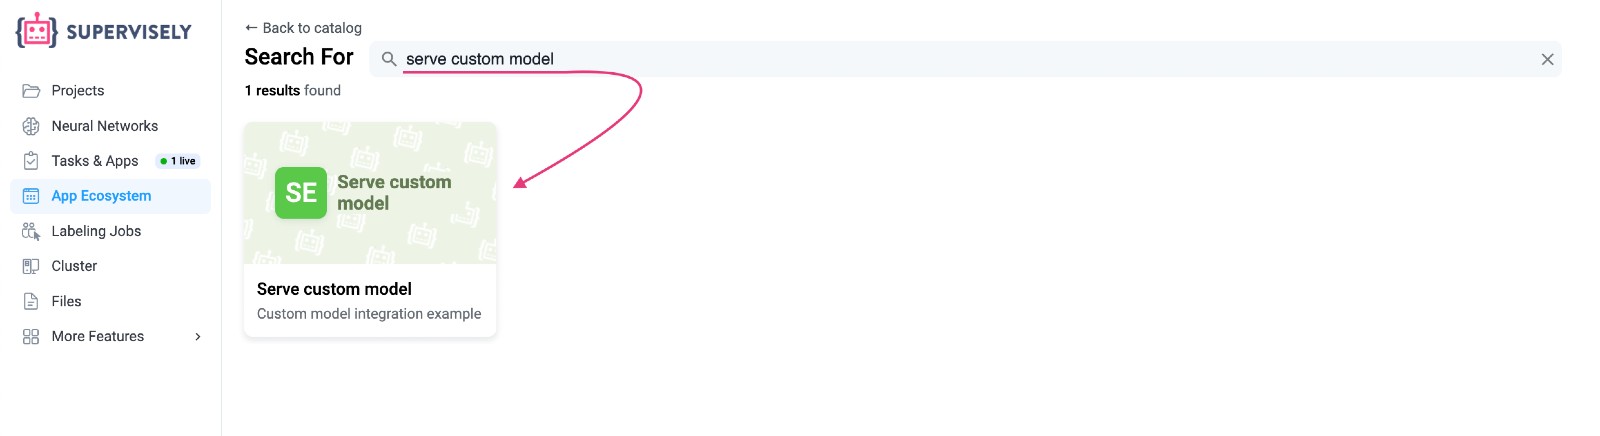 SUPERVISELY
Projects
Neural Networks
Tasks & Apps 1 live
App Ecosystem
Labeling Jobs
Cluster
Files
More Features
← Back to catalog
Search For serve custom model
1 results found
SE Serve custom
model
Serve custom model
Custom model integration example